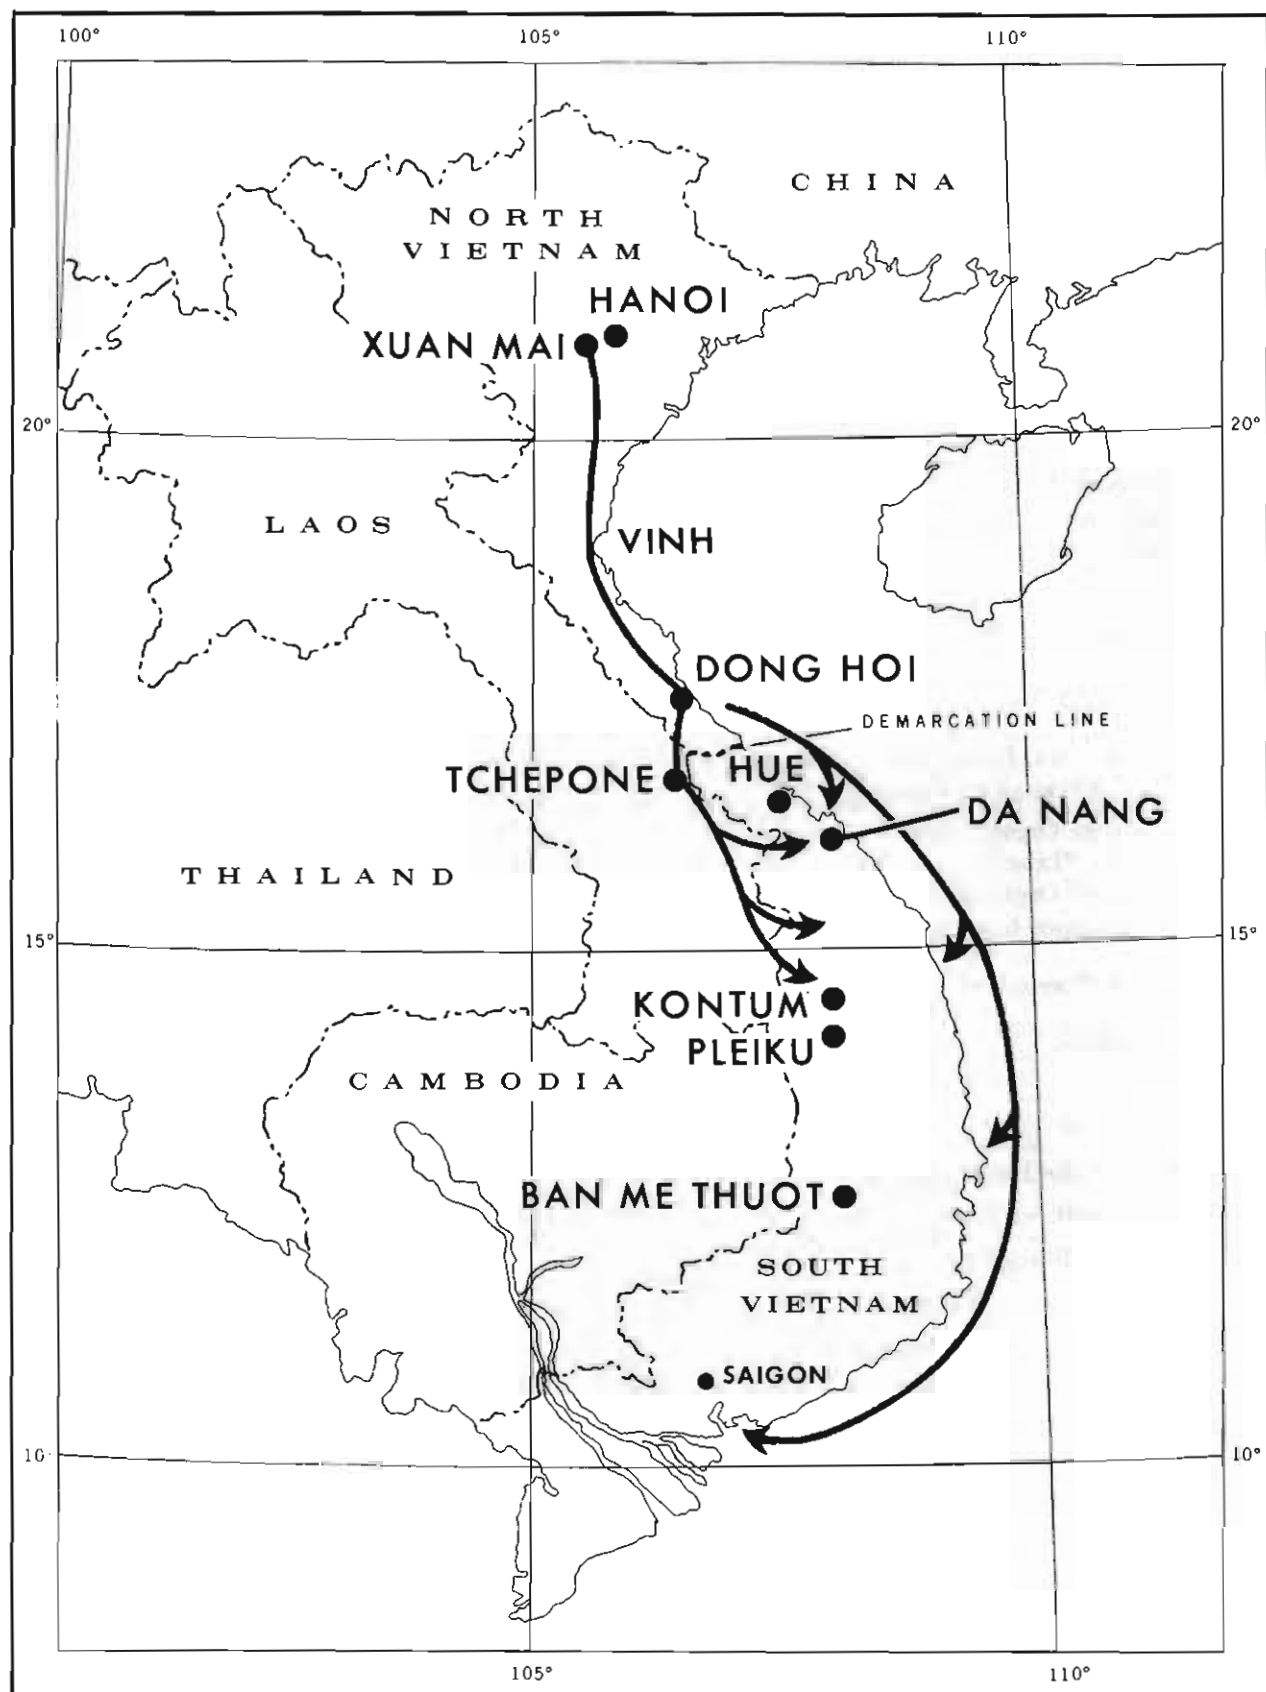 100°
105°
110°
CHINA
NORTH
VIETNAM
HANOI
XUAN MAI
20°
20°
LAOS
VINH
DONG HOI
DEMARCATION LINE
HUE
TCHEPONE
DA NANG
THAILAND
15°
15°
KONTUM
PLEIKU
CAMBODIA
BAN ME THUOT
SOUTH
VIETNAM
SAIGON
10°
10°
105°
110°